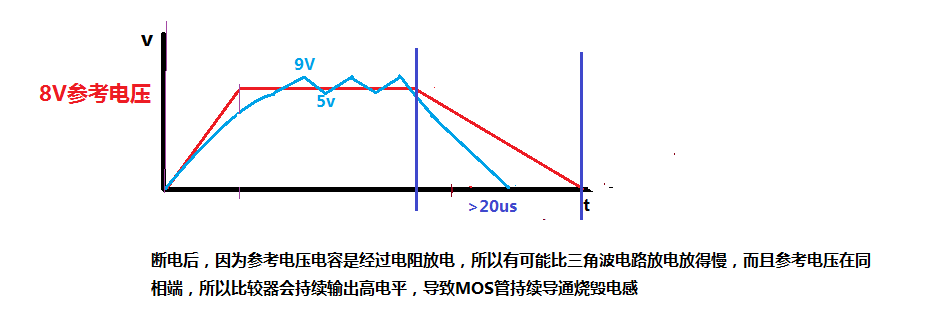 v
9V
8V参考电压
5v
>20us
t
断电后，因为参考电压电容是经过电阻放电，所以有可能比三角波电路放电放得慢，而且参考电压在同
相端，所以比较器会持续输出高电平，导致MOS管持续导通烧毁电感